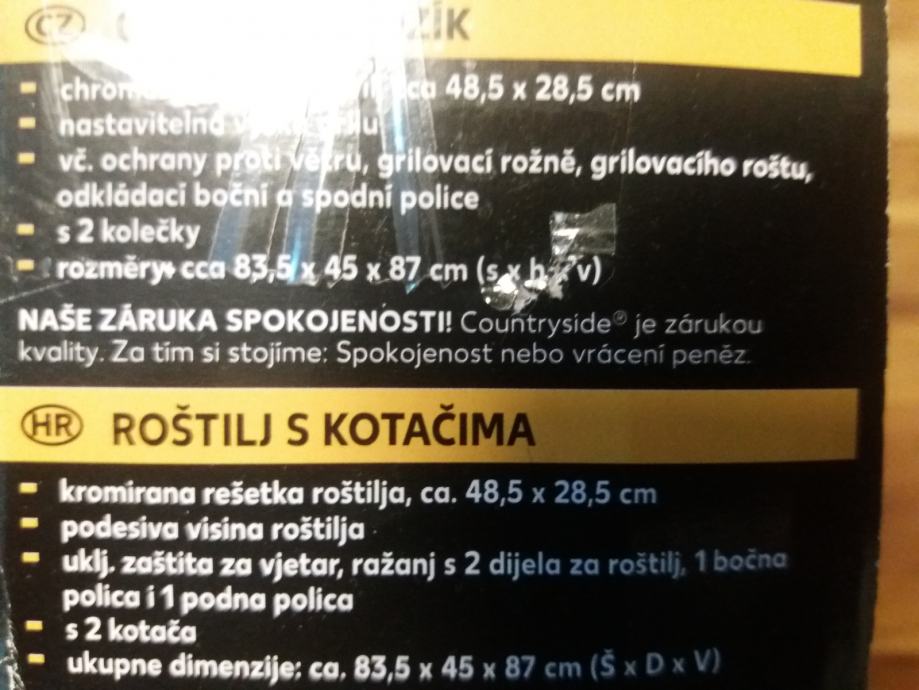 CZ ZÍK
48,5 x 28,5 cm
nastavitelná
vč. ochrany proti větru, grilovací rožně, grilovacího roštu,
odkládací boční a spodní police
s 2 kolečky
rozměry: cca 83,5 x 45 x 87 cm (s x h x v)
NAŠE ZÁRUKA SPOKOJENOSTI! Countryside® je zárukou
kvality. Za tím si stojíme: Spokojenost nebo vrácení peněz.
HR ROŠTILJ S KOTAČIMA
kromirana rešetka roštilja, ca. 48,5 x 28,5 cm
podesiva visina roštilja
uklj. zaštita za vjetar, ražanj s 2 dijela za roštilj, 1 bočna
polica i 1 podna polica
s 2 kotača
ukupne dimenzije: ca. 83,5 x 45 x 87 cm (Š x D x V)